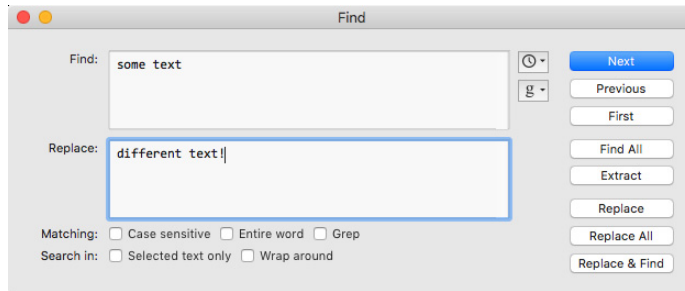 Find
Find:
some text
g
Next
Previous
First
Replace:
different text!
Find All
Extract
Replace
Matching: Case sensitive Entire word Grep
Replace All
Search in: Selected text only Wrap around
Replace & Find